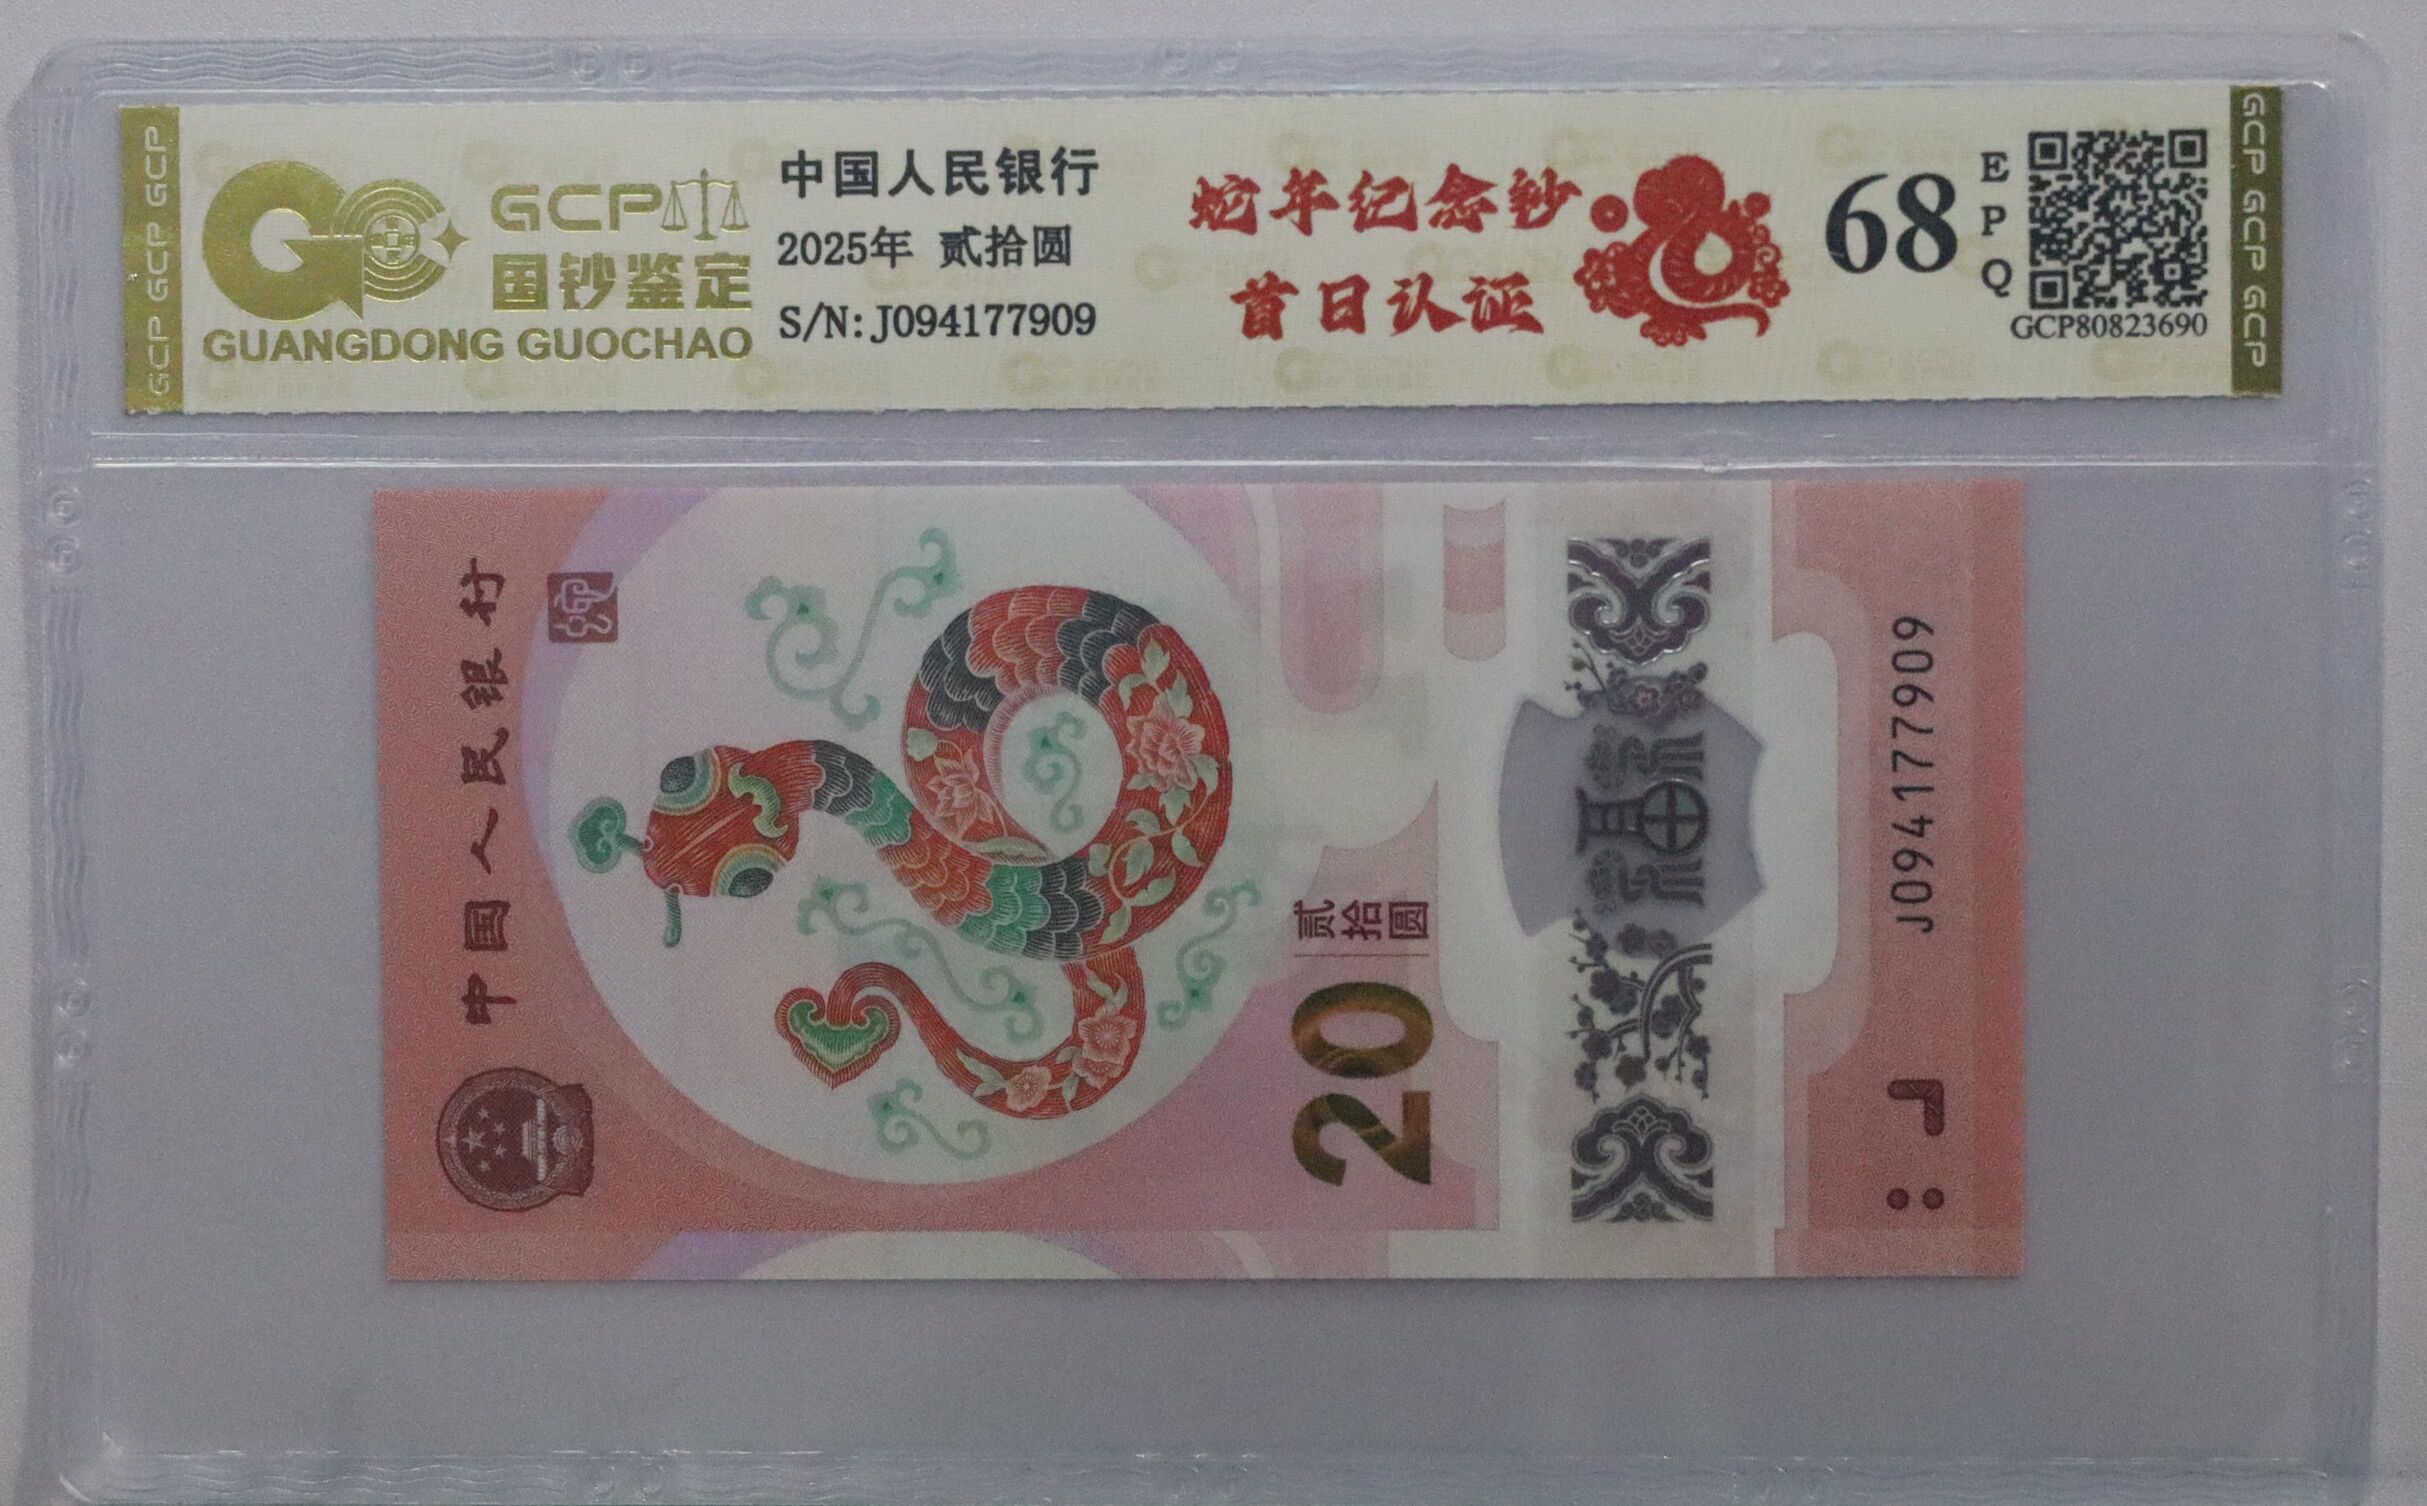 GCP GCP GCP
GCP
国钞鉴定
GUANGDONG GUOCHAO
中国人民银行
2025年 贰拾圆
S/N: J094177909
蛇年纪念钞
首日认证
68
EPQ
GCP80823690
GCP GCP GCP
中国人民银行
20
贰拾圆
J094177909